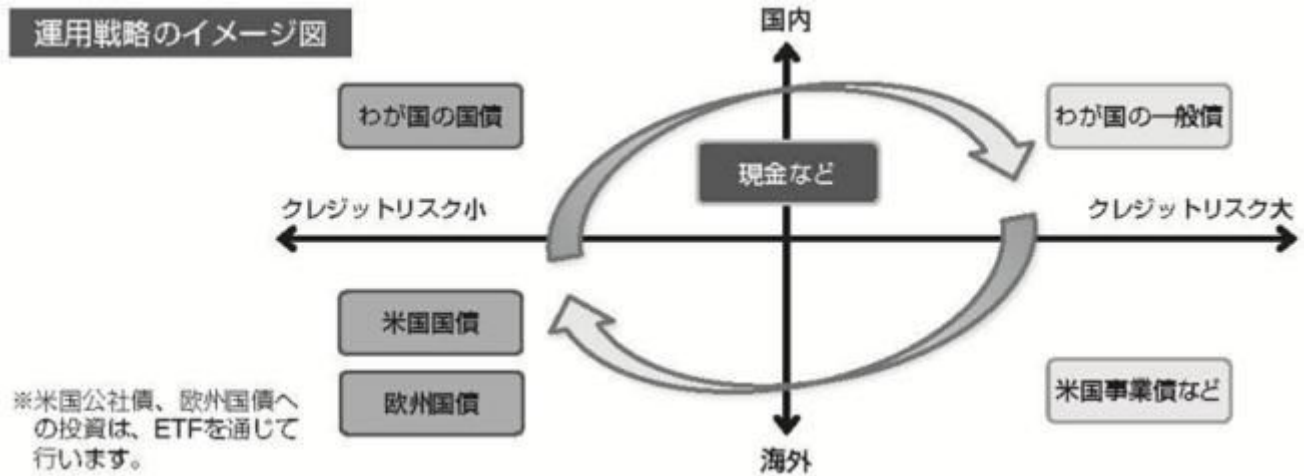 運用戦略のイメージ図
国内
わが国の国債
わが国の一般債
現金など
クレジットリスク小
クレジットリスク大
米国国債
欧州国債
米国事業債など
※米国公社債、欧州国債へ
の投資は、ETFを通じて
行います。
海外